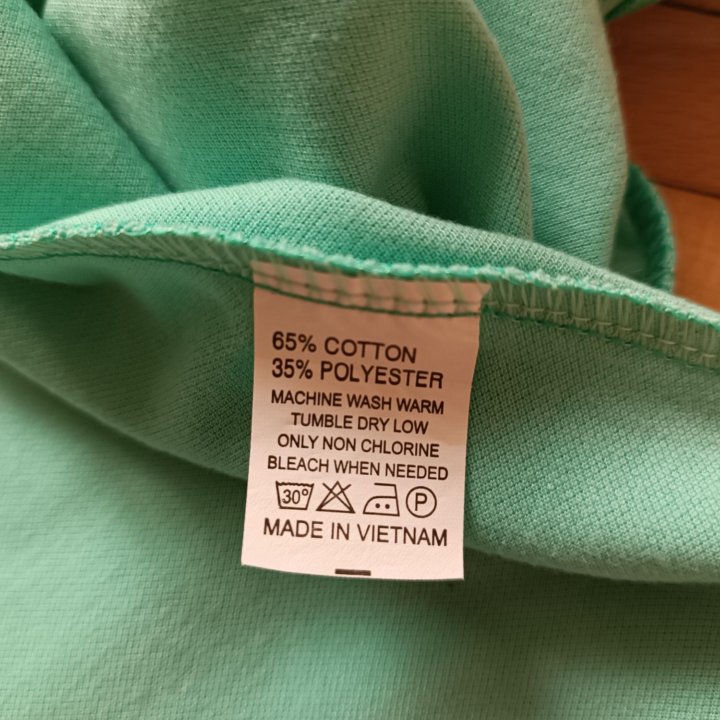 65% COTTON
35% POLYESTER
MACHINE WASH WARM
TUMBLE DRY LOW
ONLY NON CHLORINE
BLEACH WHEN NEEDED
30° P
MADE IN VIETNAM